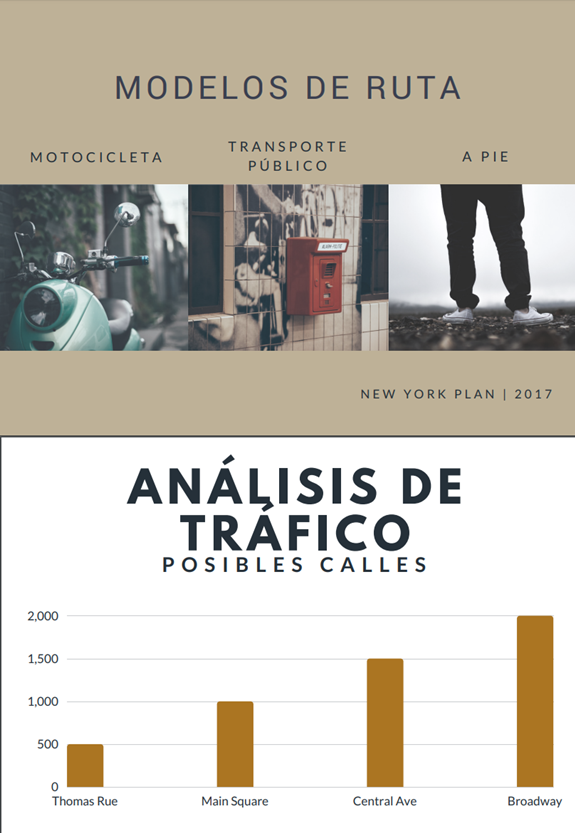 MODELOS DE RUTA
MOTOCICLETA
TRANSPORTE
PÚBLICO
A PIE
NEW YORK PLAN | 2017
ANÁLISIS DE
TRÁFICO
POSIBLES CALLES
2,000
1,500
1,000
500
0
Thomas Rue
Main Square
Central Ave
Broadway